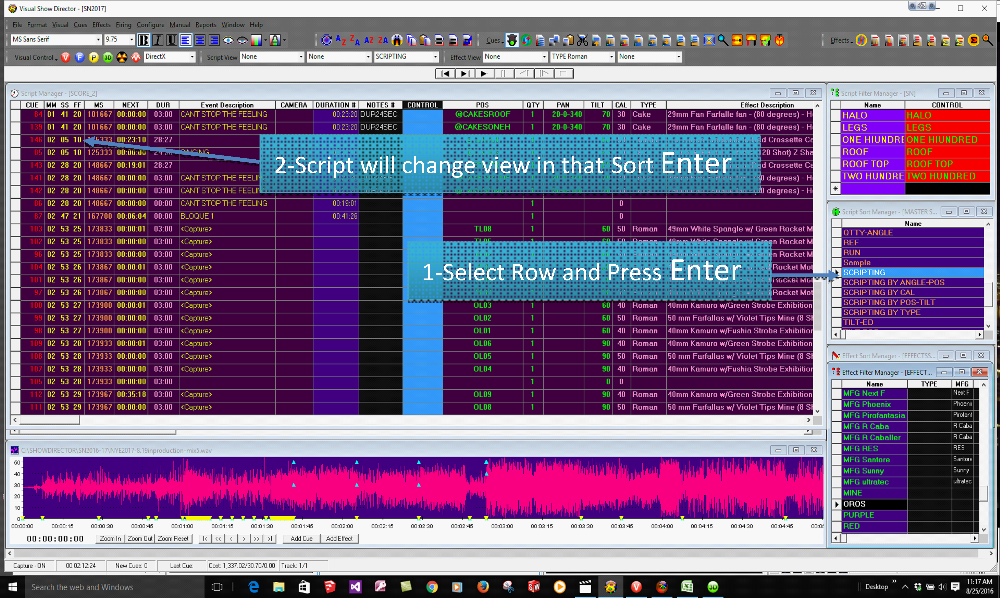 Visual Show Director - [SN2017]
File Format Visual Cues Effects Firing Configure Manual Reports Window Help
MS Sans Serif 9.75 B I U Cues Effects
Visual Control DirectX Script View None None SCRIPTING Effect View None TYPE Roman None
Script Manager - [SCORE_2]
CUE MM SS FF MS NEXT DUR Event Description CAMERA DURATION # NOTES # CONTROL POS QTY PAN TILT CAL TYPE Effect Description
84 01 41 20 101667 00:00:00 03:00 CANT STOP THE FEELING 00:23:20 DUR24SEC @CAKESROOF 1 20-0-340 70 30 Cake 29mm Fan Farfalle fan - (80 degrees) - H
139 01 41 20 101667 00:00:00 03:00 CANT STOP THE FEELING 00:23:20 DUR24SEC @CAKESONEH 1 20-0-340 70 30 Cake 29mm Fan Farfalle fan - (80 degrees) - H
146 02 05 10 125333 00:23:10 28:27 @CDL200 1 60 50 Roman 2 in Green Crackling to Red Crossette Ca
85 02 05 10 125333 00:00:00 24:00 SINGING 00:23:10 @CAKES 1 45 30 Cake Rainbow Pastel Comets (120 Shot) Z Sha
143 02 28 20 148667 00:19:01 28:27 Roman 2 in Green Crackling to Red Crossette Ca
141 02 28 20 148667 00:00:00 03:00 CANT STOP THE FEELING 00:23:20 DUR24SEC @CAKESROOF 1 20-0-340 70 30 Cake 29mm Fan Farfalle fan - (80 degrees) - H
142 02 28 20 148667 00:00:00 03:00 CANT STOP THE FEELING 00:23:20 DUR24SEC @CAKESONEH 1 20-0-340 70 30 Cake 29mm Fan Farfalle fan - (80 degrees) - H
86 02 28 20 148667 00:00:00 00:00 CANT STOP THE FEELING 00:19:01 1 0
87 02 47 21 167700 00:06:04 00:00 BLOQUE 1 00:41:26 1 0
103 02 53 25 173833 00:00:01 03:00 <Capture> TL08 1 60 50 Roman 49mm White Spangle w/ Green Rocket M
102 02 53 25 173833 00:00:00 03:00 <Capture> TL05 1 60 50 Roman 49mm White Spangle w/ Green Rocket M
96 02 53 25 173833 00:00:00 03:00 <Capture> TL02 1 60 50 Roman 49mm White Spangle w/ Green Rocket M
104 02 53 26 173867 00:00:01 03:00 <Capture> w/ Red Rocket Mot
101 02 53 26 173867 00:00:00 03:00 <Capture> w/ Red Rocket Mot
97 02 53 26 173867 00:00:00 03:00 <Capture> TL02 1 60 50 Roman 49mm White Spangle w/ Red Rocket Mot
100 02 53 27 173900 00:00:01 03:00 <Capture> OL03 1 60 40 Roman 40mm Kamuro w/Green Strobe Exhibition
99 02 53 27 173900 00:00:00 03:00 <Capture> OL02 1 60 50 Roman 50 mm Farfallas w/ Violet Tips Mine (8 Sh
98 02 53 27 173900 00:00:00 03:00 <Capture> OL01 1 60 40 Roman 40mm Kamuro w/Fushia Strobe Exhibition
109 02 53 28 173933 00:00:01 03:00 <Capture> OL06 1 90 40 Roman 40mm Kamuro w/Green Strobe Exhibition
108 02 53 28 173933 00:00:00 03:00 <Capture> OL05 1 90 50 Roman 50 mm Farfallas w/ Violet Tips Mine (8 Sh
107 02 53 28 173933 00:00:00 03:00 <Capture> OL04 1 90 40 Roman 40mm Kamuro w/Fushia Strobe Exhibition
105 02 53 28 173933 00:00:00 03:00 1 0 0
112 02 53 29 173967 00:35:18 03:00 <Capture> OL09 1 90 40 Roman 40mm Kamuro w/Green Strobe Exhibition
111 02 53 29 173967 00:00:00 03:00 <Capture> OL08 1 90 50 Roman 50 mm Farfallas w/ Violet Tips Mine (8 Sh
2-Script will change view in that Sort Enter
1-Select Row and Press Enter
Script Filter Manager - [SN]
Name CONTROL
HALO HALO
LEGS LEGS
ONE HIUNDRE ONE HIUNDRED
ROOF ROOF
ROOF TOP ROOF TOP
TWO HUNDRE TWO HUNDRED
Script Sort Manager - [MASTER S...
Name
QTTY-ANGLE
REF
RUN
Sample
SCRIPTING
SCRIPTING BY ANGLE-POS
SCRIPTING BY CAL
SCRIPTING BY POS-TILT
SCRIPTING BY TYPE
TILT-ED
Effect Sort Manager - [EFFECTSS...
Effect Filter Manager - [EFFECT...
Name TYPE MFG
MFG Next F Next F
MFG Phoenix Phoeni
MFG Pirofantasia Pirofant
MFG R Caba R Caba
MFG R Caballer R Caba
MFG RES RES
MFG Santore Santore
MFG Sunny Sunny
MFG ultratec ultratec
MINE
OROS
PURPLE
RED
C:\SHOWDIRECTOR\SN2016-17\NYE2017-8.19inproduction-mix5.wav
50
40
30
20
10
0
00:00:00 00:00:15 00:00:30 00:00:45 00:01:00 00:01:15 00:01:30 00:01:45 00:02:00 00:02:15 00:02:30 00:02:45 00:03:00 00:03:15 00:03:30 00:03:45 00:04:00 00:04:15 00:04:30 00:04:45 00:0
00:00:00:00 Zoom In Zoom Out Zoom Reset |< << < > >> >| Add Cue Add Effect
Capture - ON 00:02:12:24 New Cues: 0 Last Cue: Cost: 1,337.02/30.70/0.00 Track: 1/1
Search the web and Windows
Desktop
11:17 AM
8/25/2016